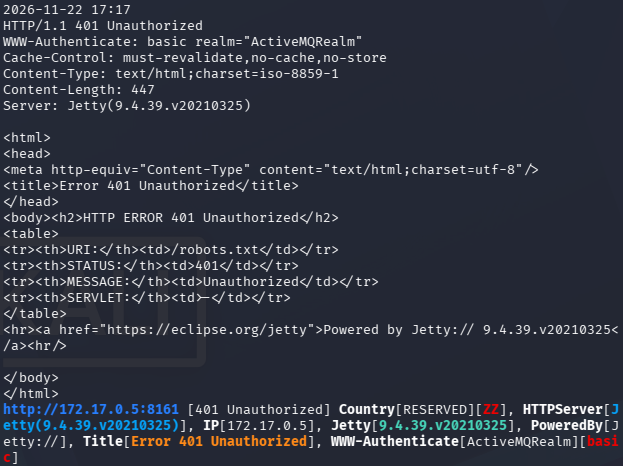 2026-11-22 17:17
HTTP/1.1 401 Unauthorized
WWW-Authenticate: basic realm="ActiveMQRealm"
Cache-Control: must-revalidate,no-cache,no-store
Content-Type: text/html;charset=iso-8859-1
Content-Length: 447
Server: Jetty(9.4.39.v20210325)

<html>
<head>
<meta http-equiv="Content-Type" content="text/html;charset=utf-8"/>
<title>Error 401 Unauthorized</title>
</head>
<body><h2>HTTP ERROR 401 Unauthorized</h2>
<table>
<tr><th>URI:</th><td>/robots.txt</td></tr>
<tr><th>STATUS:</th><td>401</td></tr>
<tr><th>MESSAGE:</th><td>Unauthorized</td></tr>
<tr><th>SERVLET:</th><td>-</td></tr>
</table>
<hr><a href="https://eclipse.org/jetty">Powered by Jetty:// 9.4.39.v20210325<
/a><hr/>

</body>
</html>
http://172.17.0.5:8161 [401 Unauthorized] Country[RESERVED][ZZ], HTTPServer[J
etty(9.4.39.v20210325)], IP[172.17.0.5], Jetty[9.4.39.v20210325], PoweredBy[J
etty://], Title[Error 401 Unauthorized], WWW-Authenticate[ActiveMQRealm][basi
c]